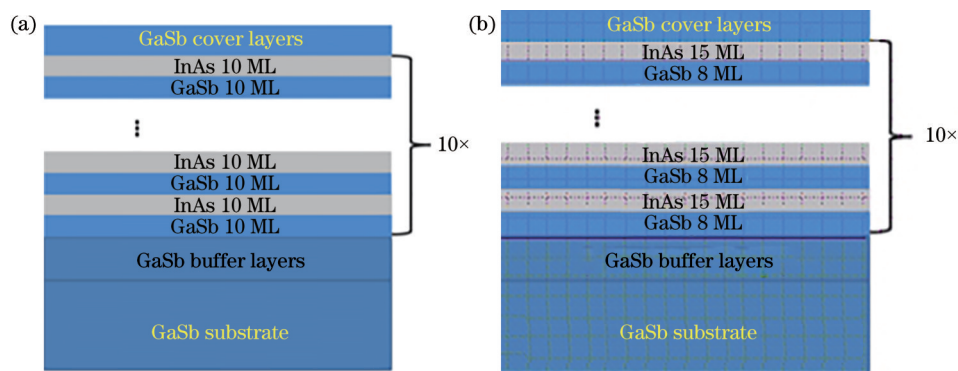 (a)
GaSb cover layers
InAs 10 ML
GaSb 10 ML
⋮
InAs 10 ML
GaSb 10 ML
InAs 10 ML
GaSb 10 ML
GaSb buffer layers
GaSb substrate
10×
(b)
GaSb cover layers
InAs 15 ML
GaSb 8 ML
⋮
InAs 15 ML
GaSb 8 ML
InAs 15 ML
GaSb 8 ML
GaSb buffer layers
GaSb substrate
10×